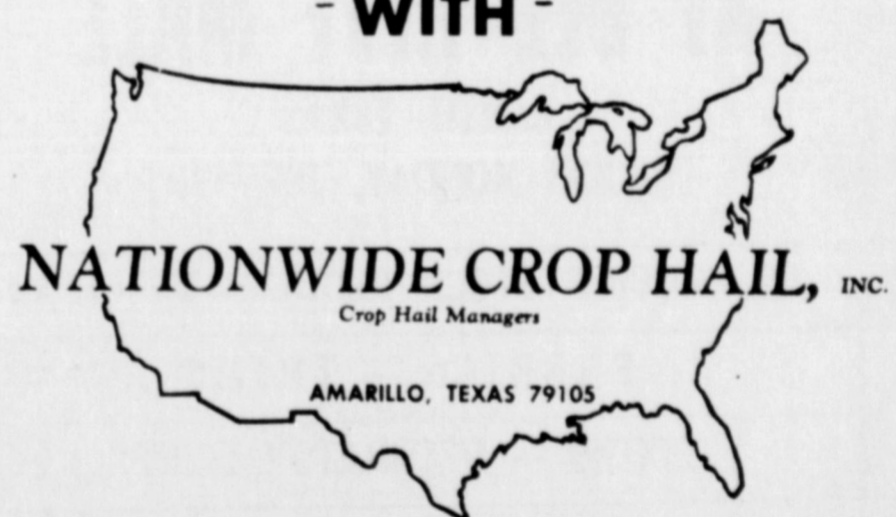 - WITH -
NATIONWIDE CROP HAIL, INC.
Crop Hail Managers
AMARILLO, TEXAS 79105